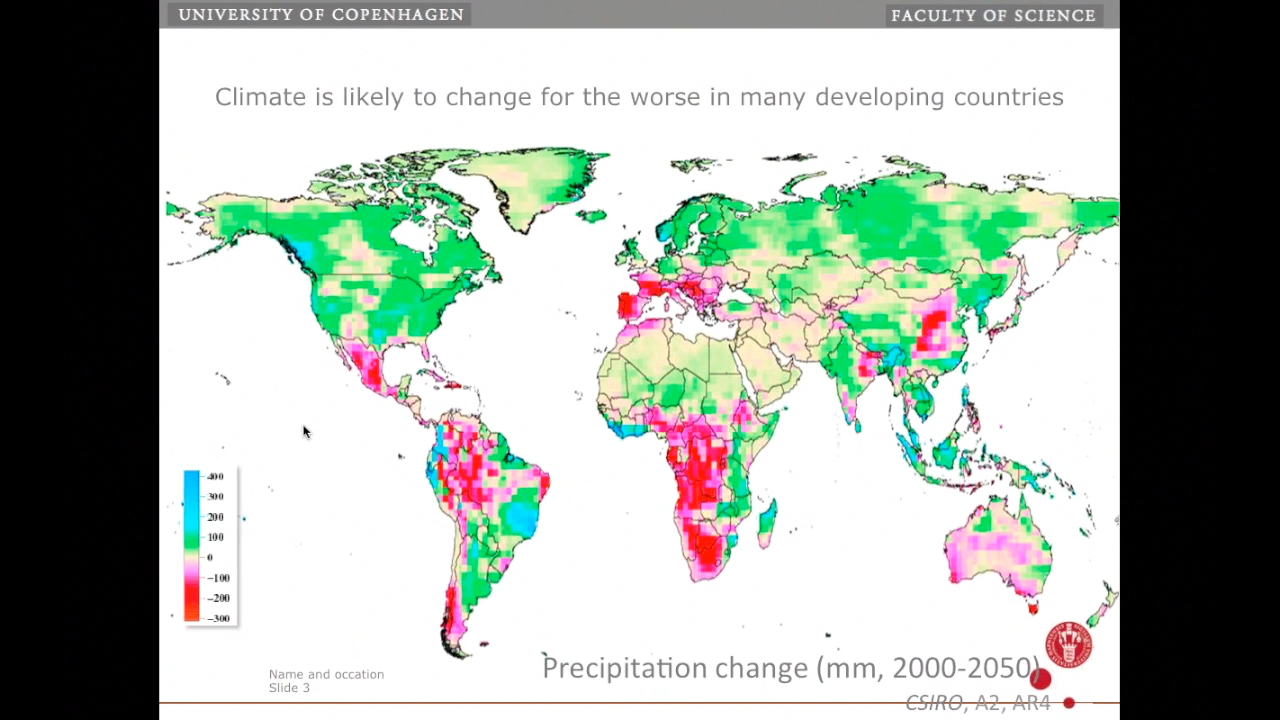 UNIVERSITY OF COPENHAGEN
FACULTY OF SCIENCE
Climate is likely to change for the worse in many developing countries
400
300
200
100
0
-100
-200
-300
Precipitation change (mm, 2000-2050)
Name and occation
Slide 3
CSIRO, A2, AR4